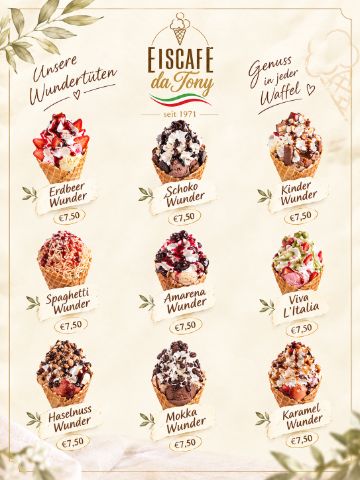 EISCAFE
da Tony
seit 1971
Unsere
Wundertüten
Genuss
in jeder
Waffel
Erdbeer
Wunder
€7,50
Schoko
Wunder
€7,50
Kinder
Wunder
€7,50
Spaghetti
Wunder
€7,50
Amarena
Wunder
€7,50
Viva
L'Italia
€7,50
Haselnuss
Wunder
€7,50
Mokka
Wunder
€7,50
Karamel
Wunder
€7,50